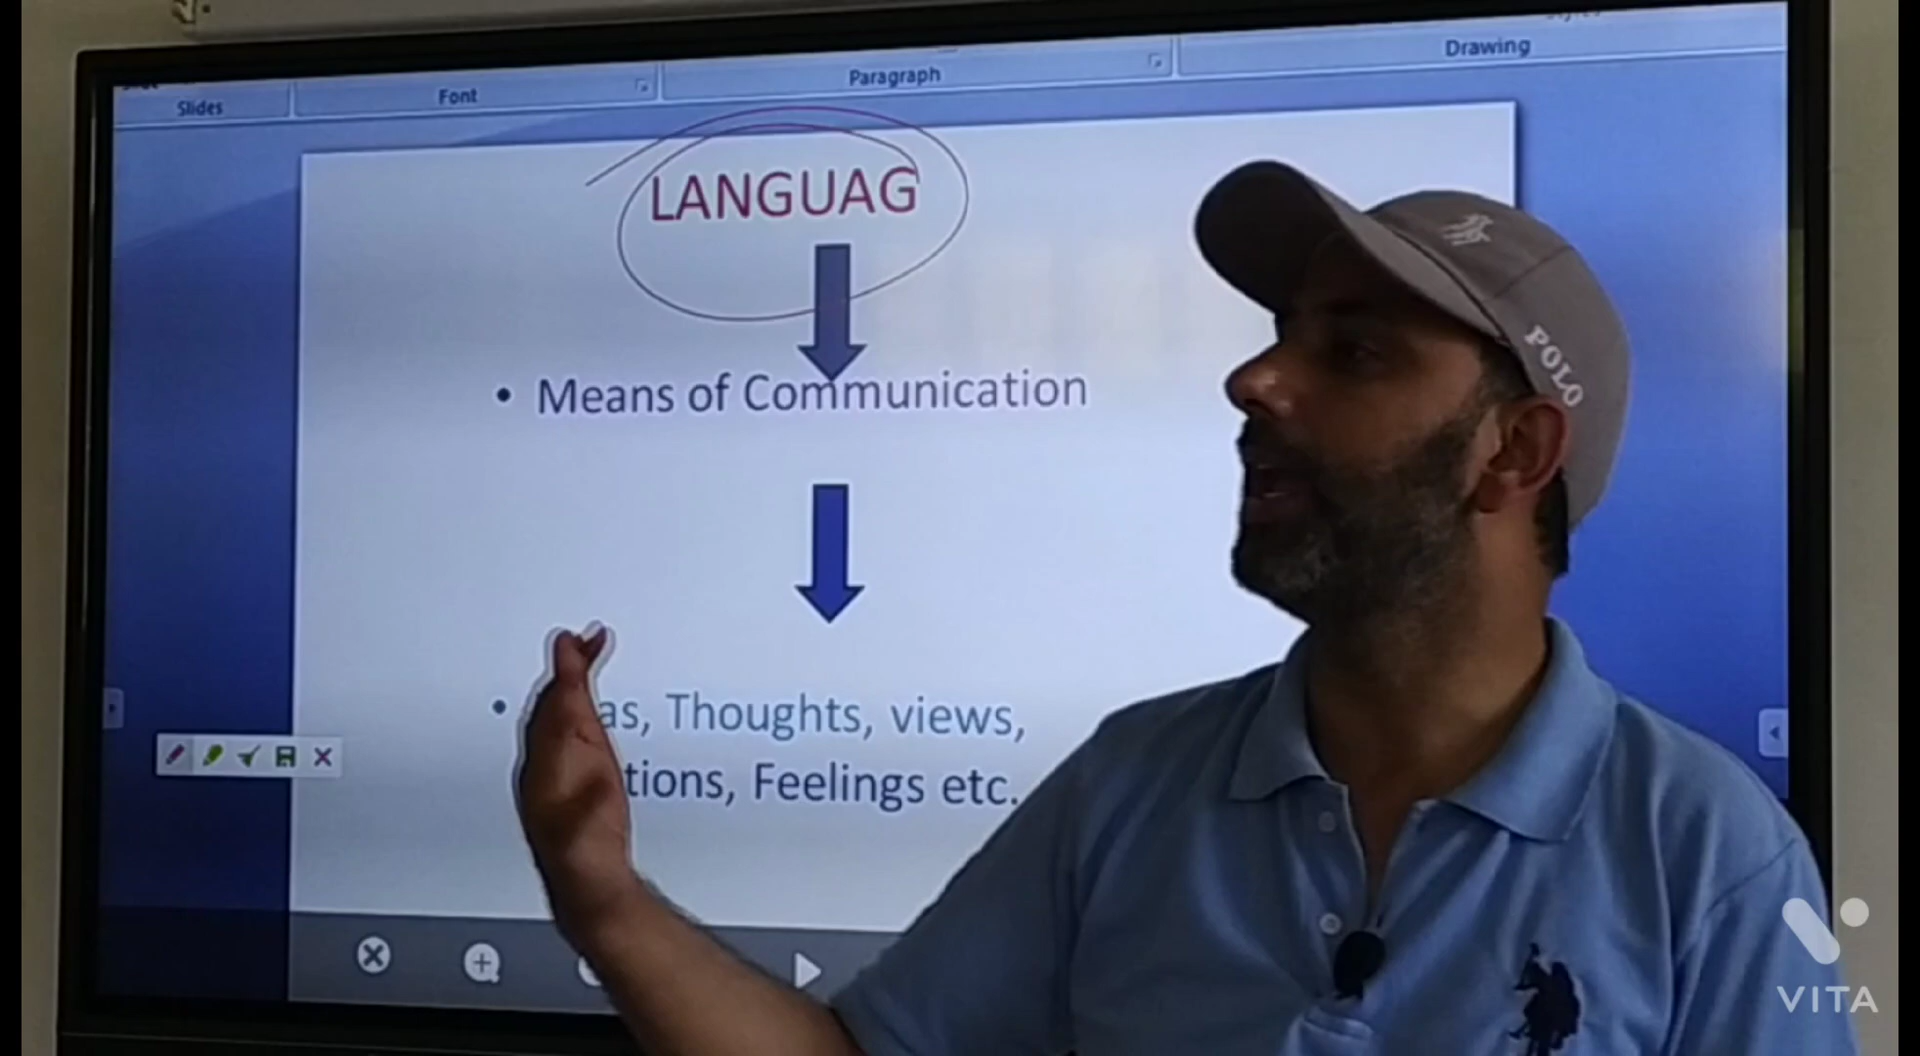 Slides Font Paragraph Drawing
LANGUAG
• Means of Communication
• as, Thoughts, views,
tions, Feelings etc.
POLO
VITA